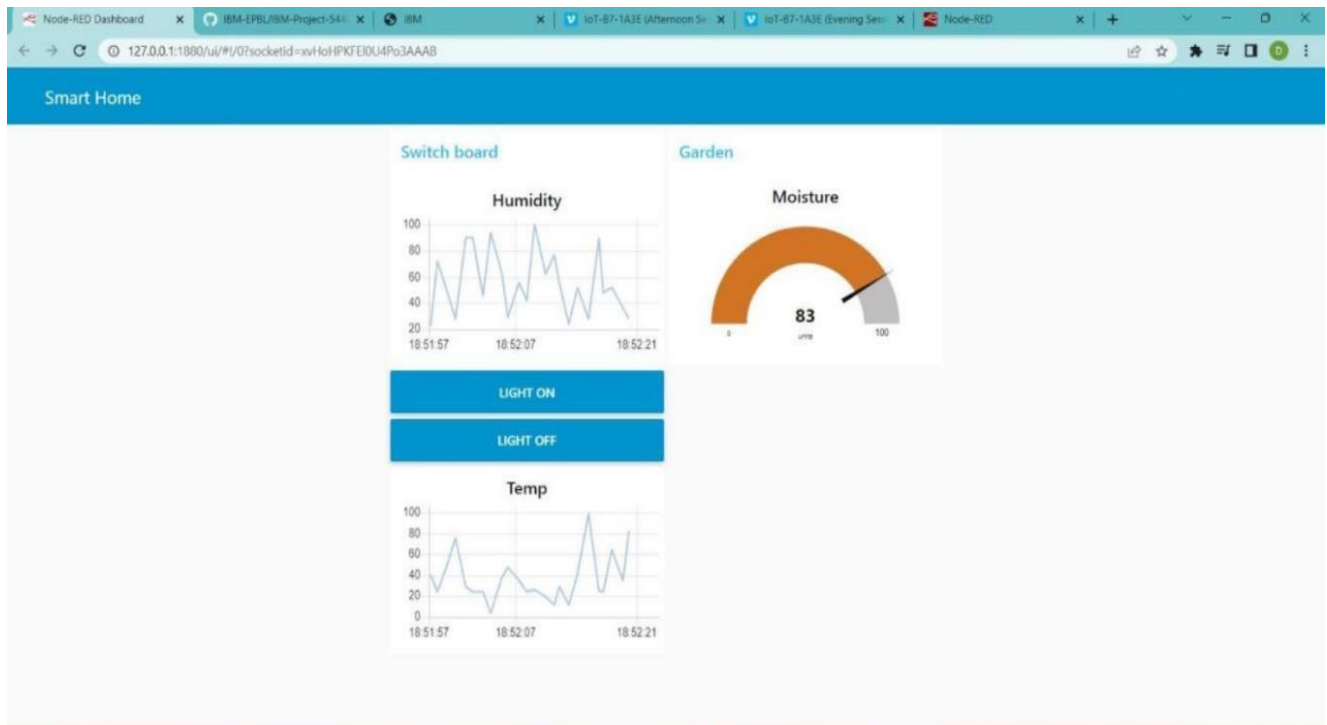 Node-RED Dashboard
IBM-EPBL/IBM-Project-544
IBM
IoT-B7-1A3E (Afternoon Se
IoT-B7-1A3E (Evening Sess
Node-RED
127.0.0.1:1880/ui/#!/0?socketid=
D
Smart Home
Switch board
Humidity
100
80
60
40
20
18:51:57 18:52:07 18:52:21
LIGHT ON
LIGHT OFF
Temp
100
80
60
40
20
0
18:51:57 18:52:07 18:52:21
Garden
Moisture
83
0 units 100